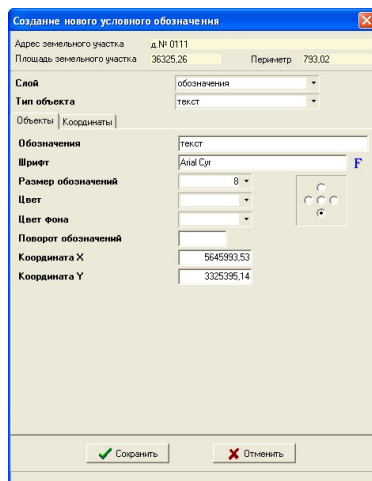 Создание нового условного обозначения
Адрес земельного участка д.№ 0111
Площадь земельного участка 36325,26 Периметр 793,02
Слой обозначения
Тип объекта текст
Объекты Координаты
Обозначения текст
Шрифт Arial Cyr F
Размер обозначений 8
Цвет
Цвет фона
Поворот обозначений
Координата X 5645993,53
Координата Y 3325395,14
Сохранить Отменить